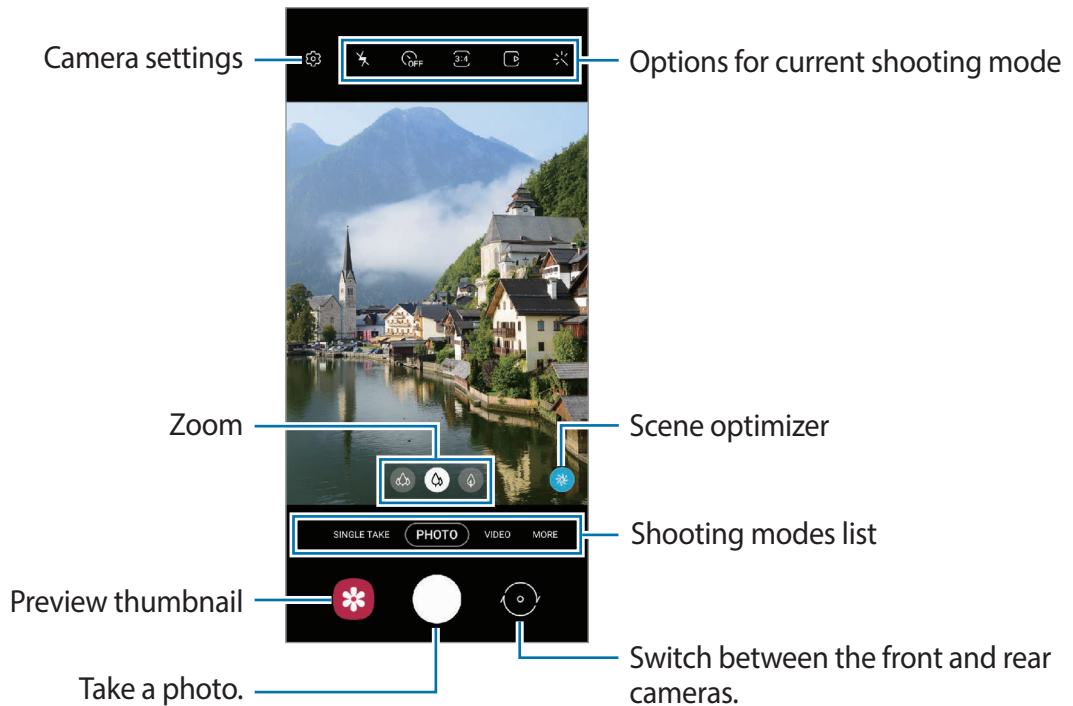 Camera settings
OFF
3:4
Options for current shooting mode
Zoom
Scene optimizer
SINGLE TAKE PHOTO VIDEO MORE
Shooting modes list
Preview thumbnail
Take a photo.
Switch between the front and rear
cameras.